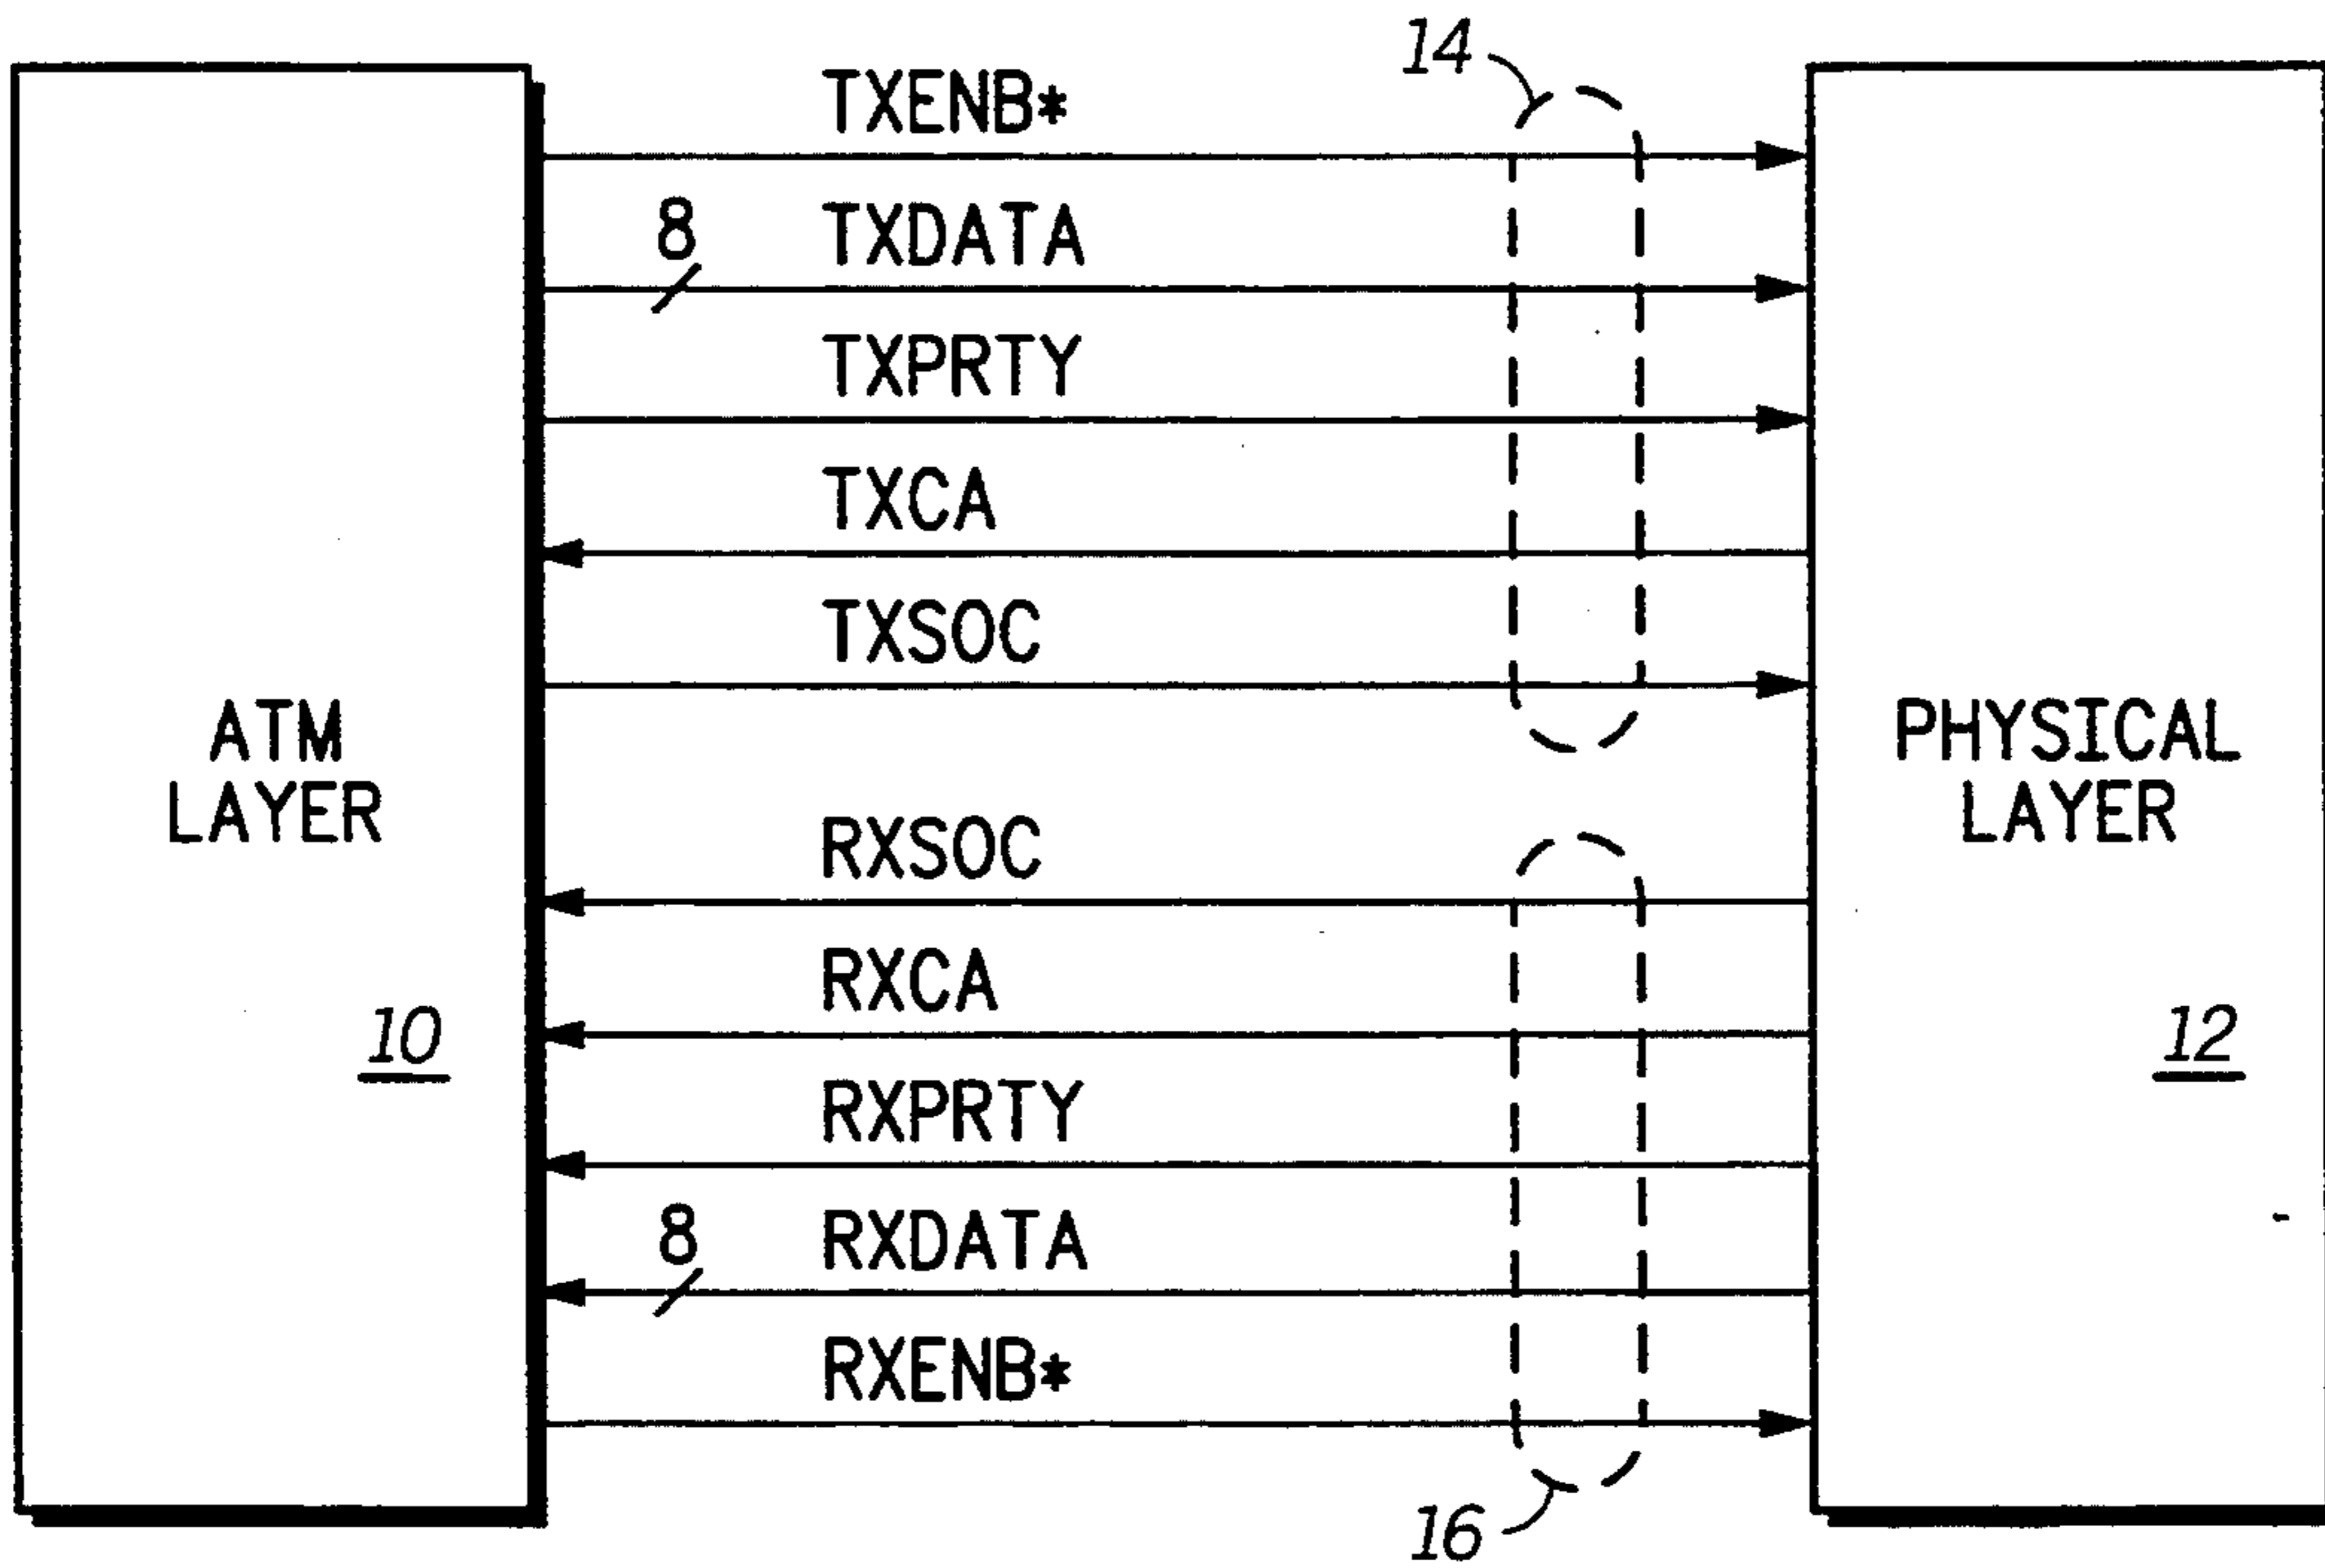 14
TXENB*
8 TXDATA
TXPRTY
TXCA
TXSOC
ATM
LAYER
10
PHYSICAL
LAYER
12
RXSOC
RXCA
RXPRTY
8 RXDATA
RXENB*
16